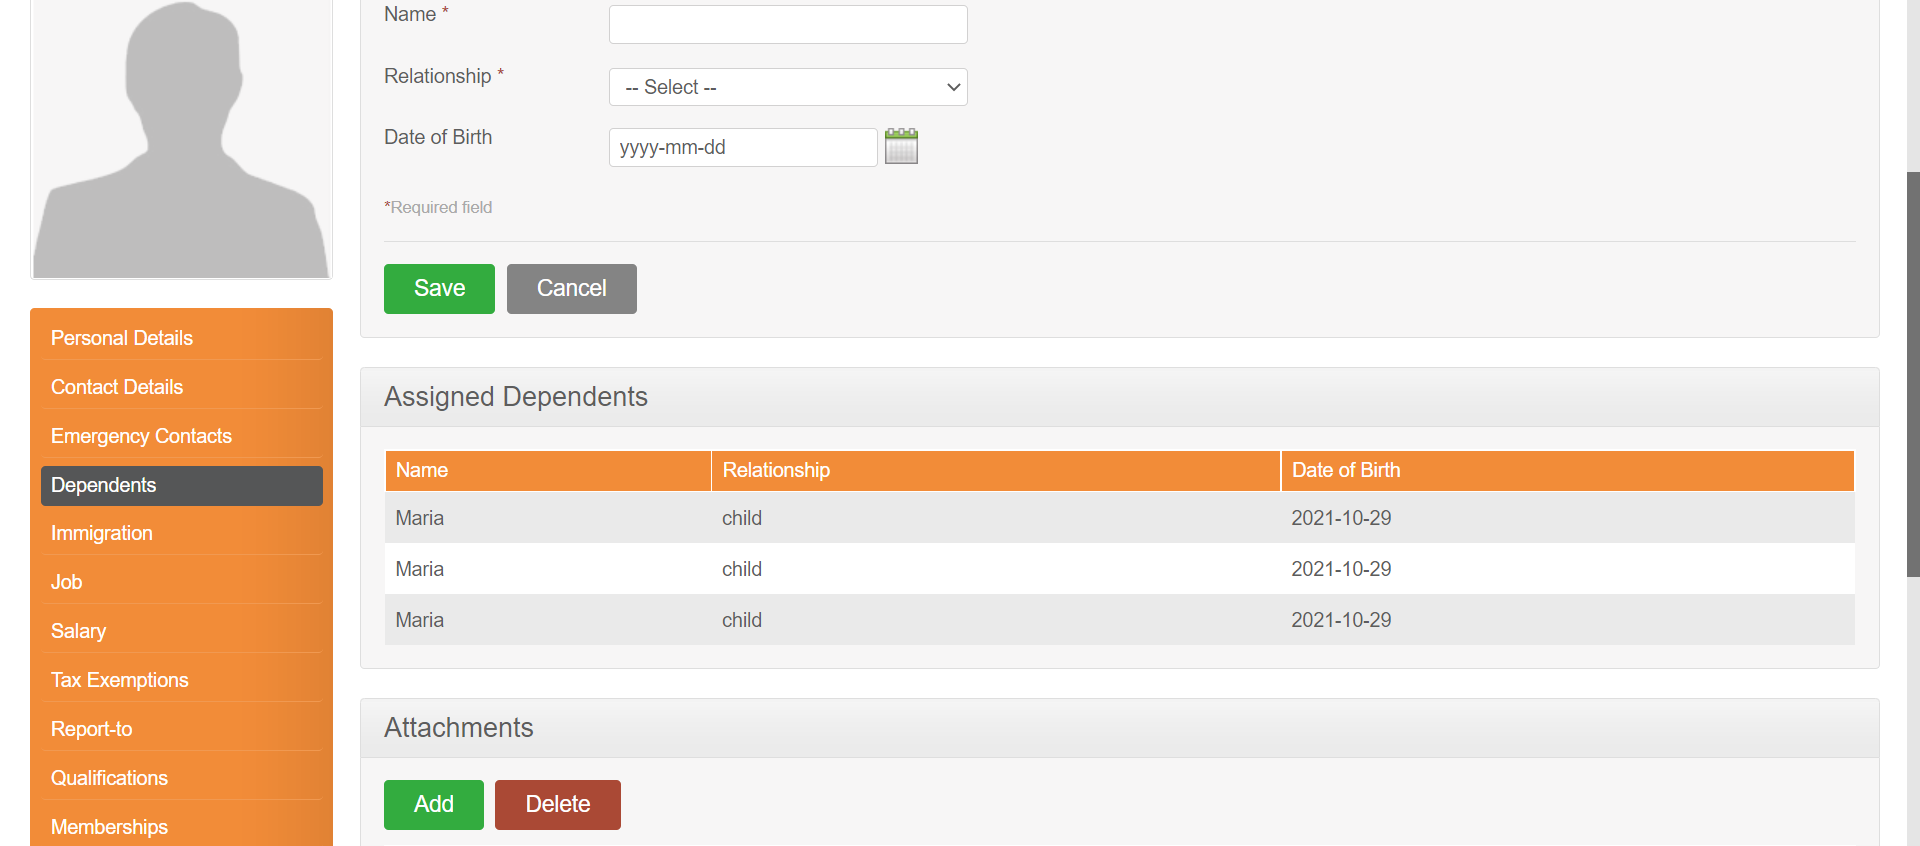 Name *
Relationship *
-- Select --
Date of Birth
yyyy-mm-dd
*Required field
Save Cancel
Personal Details
Contact Details
Emergency Contacts
Dependents
Immigration
Job
Salary
Tax Exemptions
Report-to
Qualifications
Memberships
Assigned Dependents
Name Relationship Date of Birth
Maria child 2021-10-29
Maria child 2021-10-29
Maria child 2021-10-29
Attachments
Add Delete